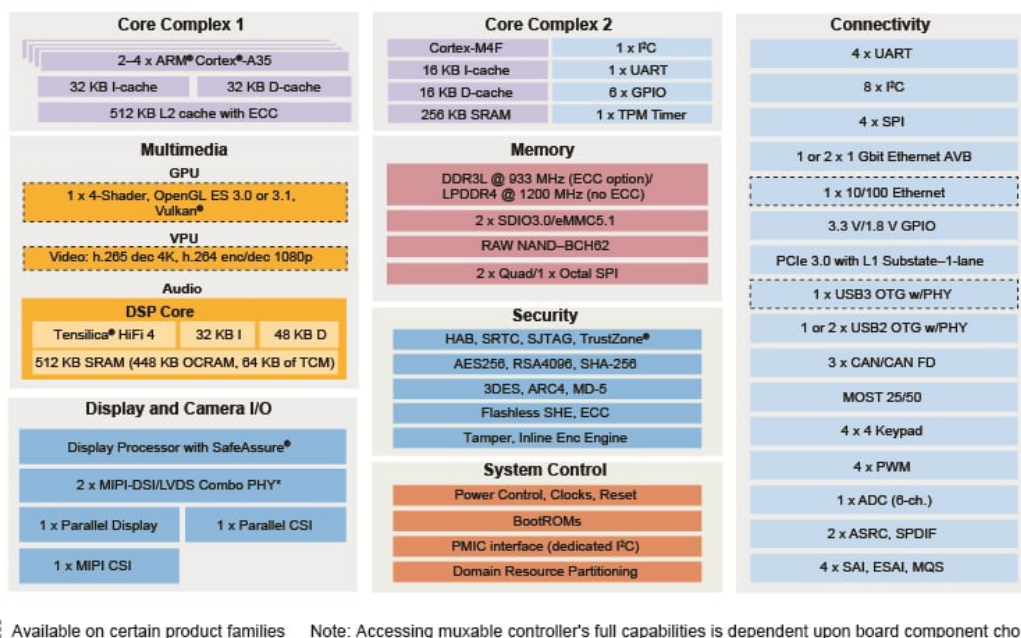 Core Complex 1
2–4 x ARM® Cortex®-A35
32 KB I-cache
32 KB D-cache
512 KB L2 cache with ECC
Multimedia
GPU
1 x 4-Shader, OpenGL ES 3.0 or 3.1,
Vulkan®
VPU
Video: h.265 dec 4K, h.264 enc/dec 1080p
Audio
DSP Core
Tensilica® HiFi 4
32 KB I
48 KB D
512 KB SRAM (448 KB OCRAM, 64 KB of TCM)
Display and Camera I/O
Display Processor with SafeAssure®
2 x MIPI-DSI/LVDS Combo PHY*
1 x Parallel Display
1 x Parallel CSI
1 x MIPI CSI
Core Complex 2
Cortex-M4F
1 x I²C
16 KB I-cache
1 x UART
16 KB D-cache
6 x GPIO
256 KB SRAM
1 x TPM Timer
Memory
DDR3L @ 933 MHz (ECC option)/
LPDDR4 @ 1200 MHz (no ECC)
2 x SDIO3.0/eMMC5.1
RAW NAND–BCH62
2 x Quad/1 x Octal SPI
Security
HAB, SRTC, SJTAG, TrustZone®
AES256, RSA4096, SHA-256
3DES, ARC4, MD-5
Flashless SHE, ECC
Tamper, Inline Enc Engine
System Control
Power Control, Clocks, Reset
BootROMs
PMIC interface (dedicated I²C)
Domain Resource Partitioning
Connectivity
4 x UART
8 x I²C
4 x SPI
1 or 2 x 1 Gbit Ethernet AVB
1 x 10/100 Ethernet
3.3 V/1.8 V GPIO
PCIe 3.0 with L1 Substate–1-lane
1 x USB3 OTG w/PHY
1 or 2 x USB2 OTG w/PHY
3 x CAN/CAN FD
MOST 25/50
4 x 4 Keypad
4 x PWM
1 x ADC (6-ch.)
2 x ASRC, SPDIF
4 x SAI, ESAI, MQS
Available on certain product families
Note: Accessing muxable controller's full capabilities is dependent upon board component cho